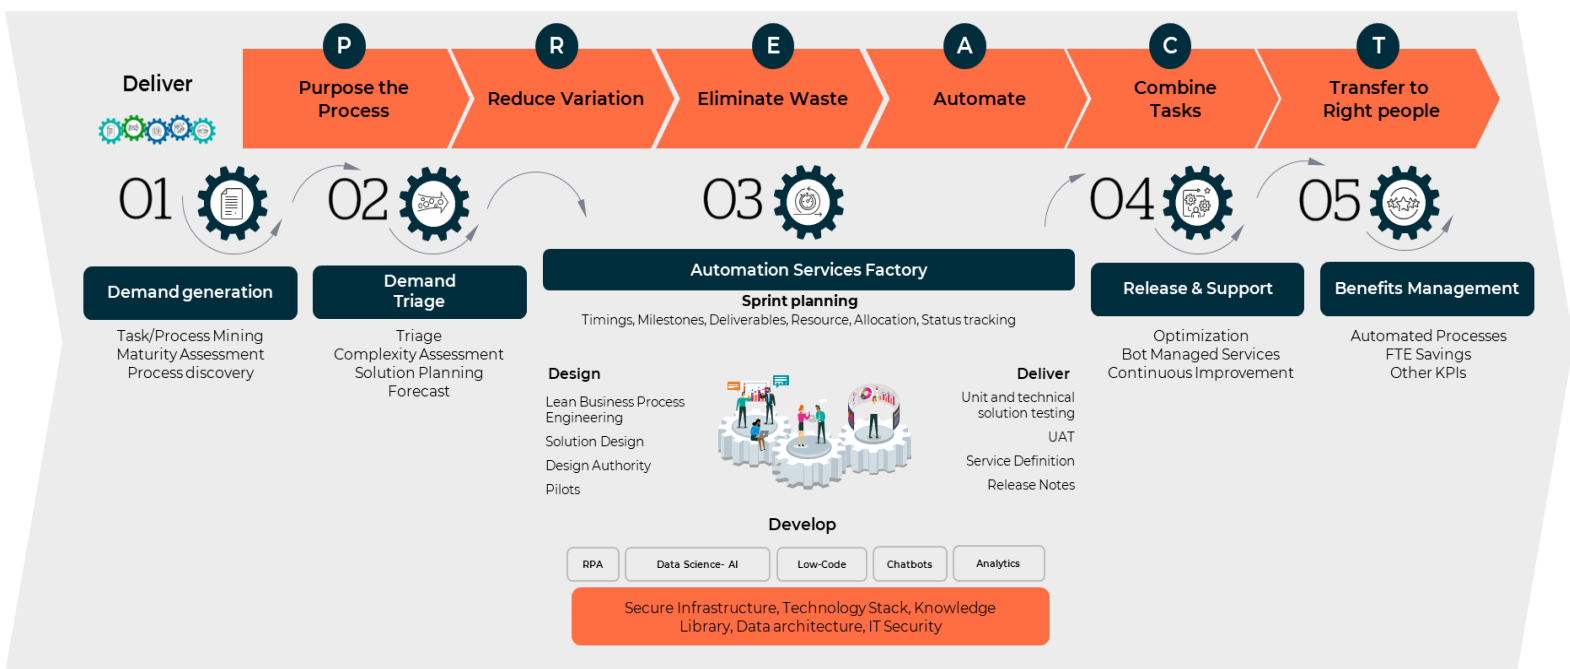 Deliver
P
Purpose the
Process
R
Reduce Variation
E
Eliminate Waste
A
Automate
C
Combine
Tasks
T
Transfer to
Right people
01
Demand generation
Task/Process Mining
Maturity Assessment
Process discovery
02
Demand
Triage
Triage
Complexity Assessment
Solution Planning
Forecast
03
Automation Services Factory
Sprint planning
Timings, Milestones, Deliverables, Resource, Allocation, Status tracking
Design
Lean Business Process
Engineering
Solution Design
Design Authority
Pilots
Deliver
Unit and technical
solution testing
UAT
Service Definition
Release Notes
Develop
RPA
Data Science- AI
Low-Code
Chatbots
Analytics
Secure Infrastructure, Technology Stack, Knowledge
Library, Data architecture, IT Security
04
Release & Support
Optimization
Bot Managed Services
Continuous Improvement
05
Benefits Management
Automated Processes
FTE Savings
Other KPIs